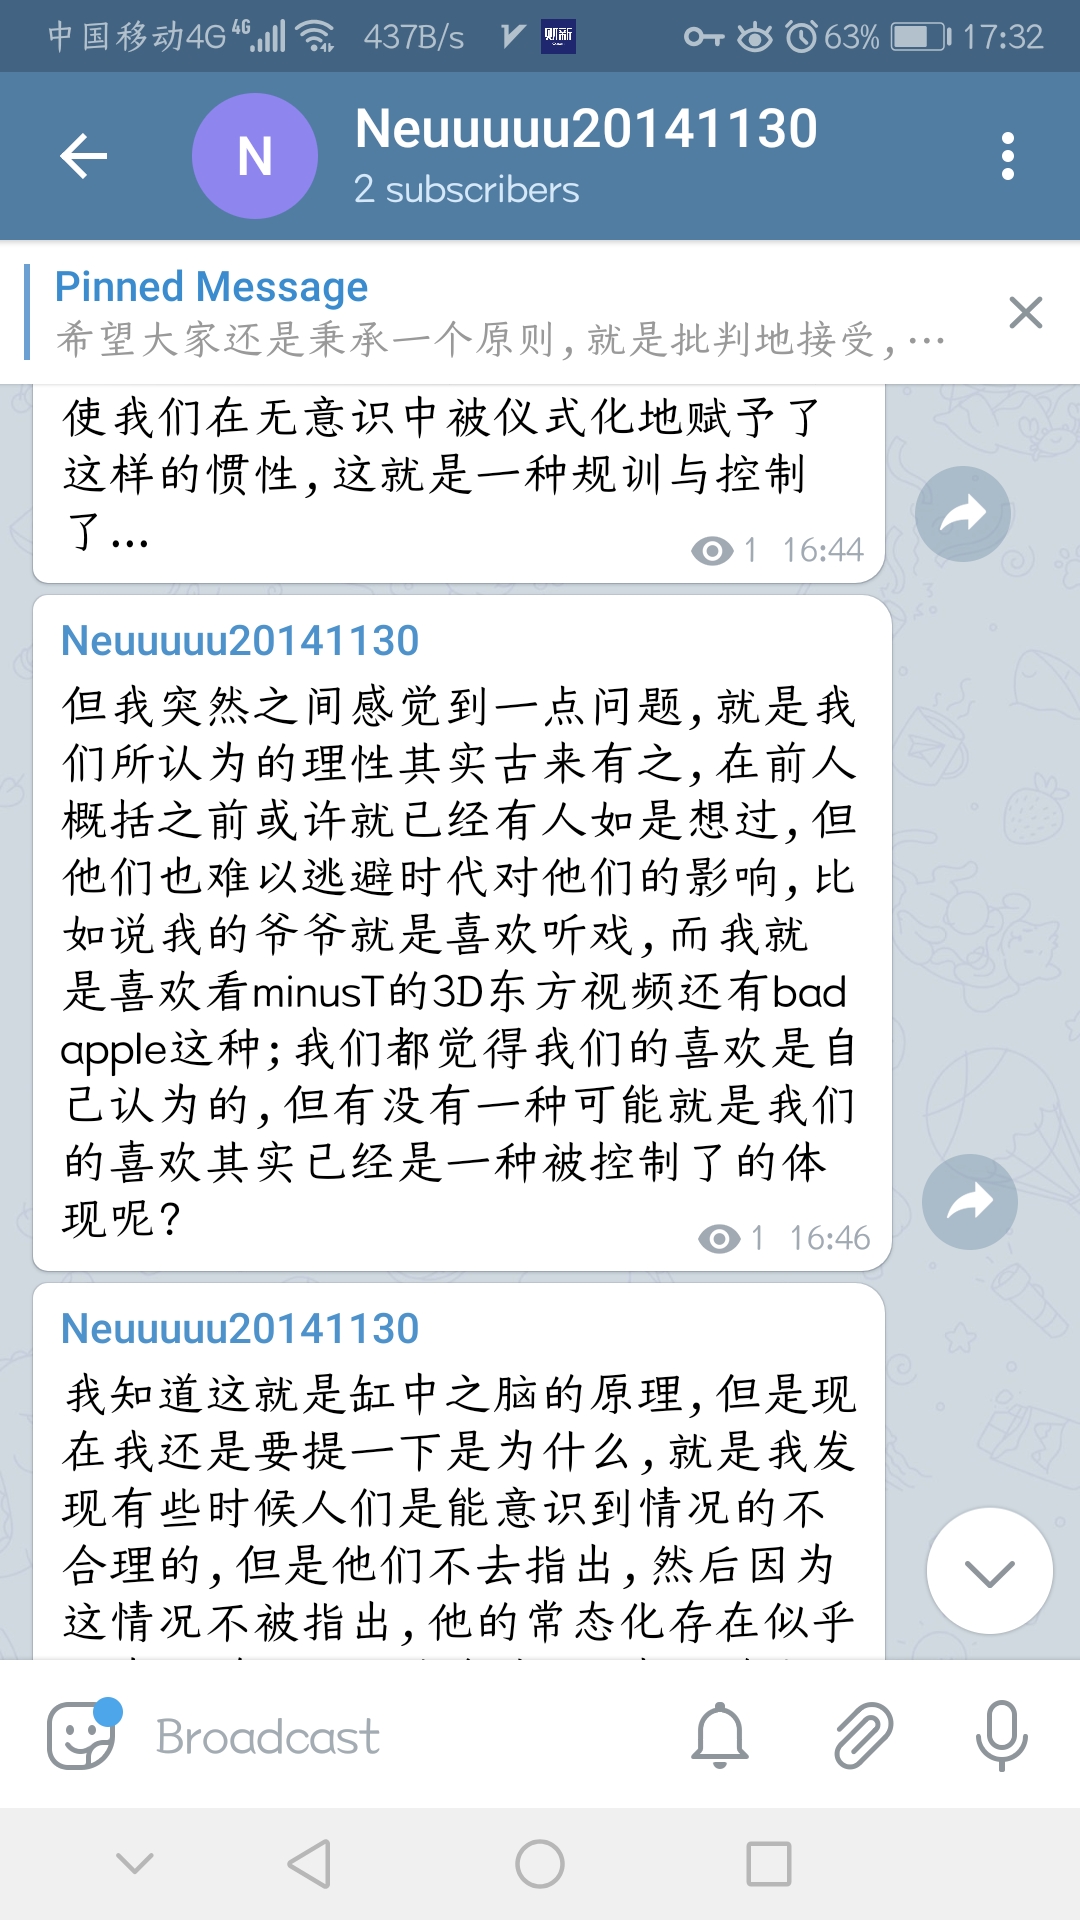 中国移动4G 4G 437B/s 财新 63% 17:32
N
Neuuuuu20141130
2 subscribers
Pinned Message
希望大家还是秉承一个原则,就是批判地接受,…
使我们在无意识中被仪式化地赋予了
这样的惯性,这就是一种规训与控制
了...
1 16:44
Neuuuuu20141130
但我突然之间感觉到一点问题,就是我
们所认为的理性其实古来有之,在前人
概括之前或许就已经有人如是想过,但
他们也难以逃避时代对他们的影响,比
如说我的爷爷就是喜欢听戏,而我就
是喜欢看minusT的3D东方视频还有bad
apple这种;我们都觉得我们的喜欢是自
己认为的,但有没有一种可能就是我们
的喜欢其实已经是一种被控制了的体
现呢?
1 16:46
Neuuuuu20141130
我知道这就是缸中之脑的原理,但是现
在我还是要提一下是为什么,就是我发
现有些时候人们是能意识到情况的不
合理的,但是他们不去指出,然后因为
这情况不被指出,他的常态化存在似乎
Broadcast